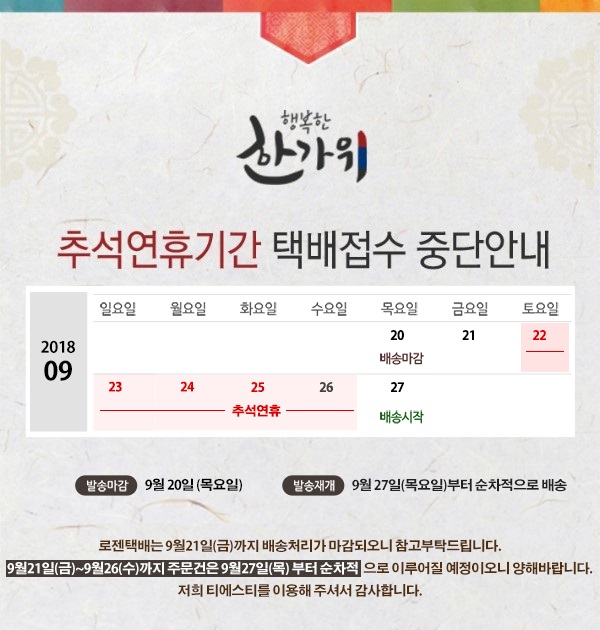 행복한
한가위
추석연휴기간 택배접수 중단안내
일요일 월요일 화요일 수요일 목요일 금요일 토요일
2018
09
20 21 22
배송마감
23 24 25 26 27
추석연휴 배송시작
발송마감 9월 20일 (목요일) 발송재개 9월 27일(목요일)부터 순차적으로 배송
로젠택배는 9월21일(금)까지 배송처리가 마감되오니 참고부탁드립니다.
9월21일(금)~9월26(수)까지 주문건은 9월27일(목) 부터 순차적 으로 이루어질 예정이오니 양해바랍니다.
저희 티에스티를 이용해 주셔서 감사합니다.